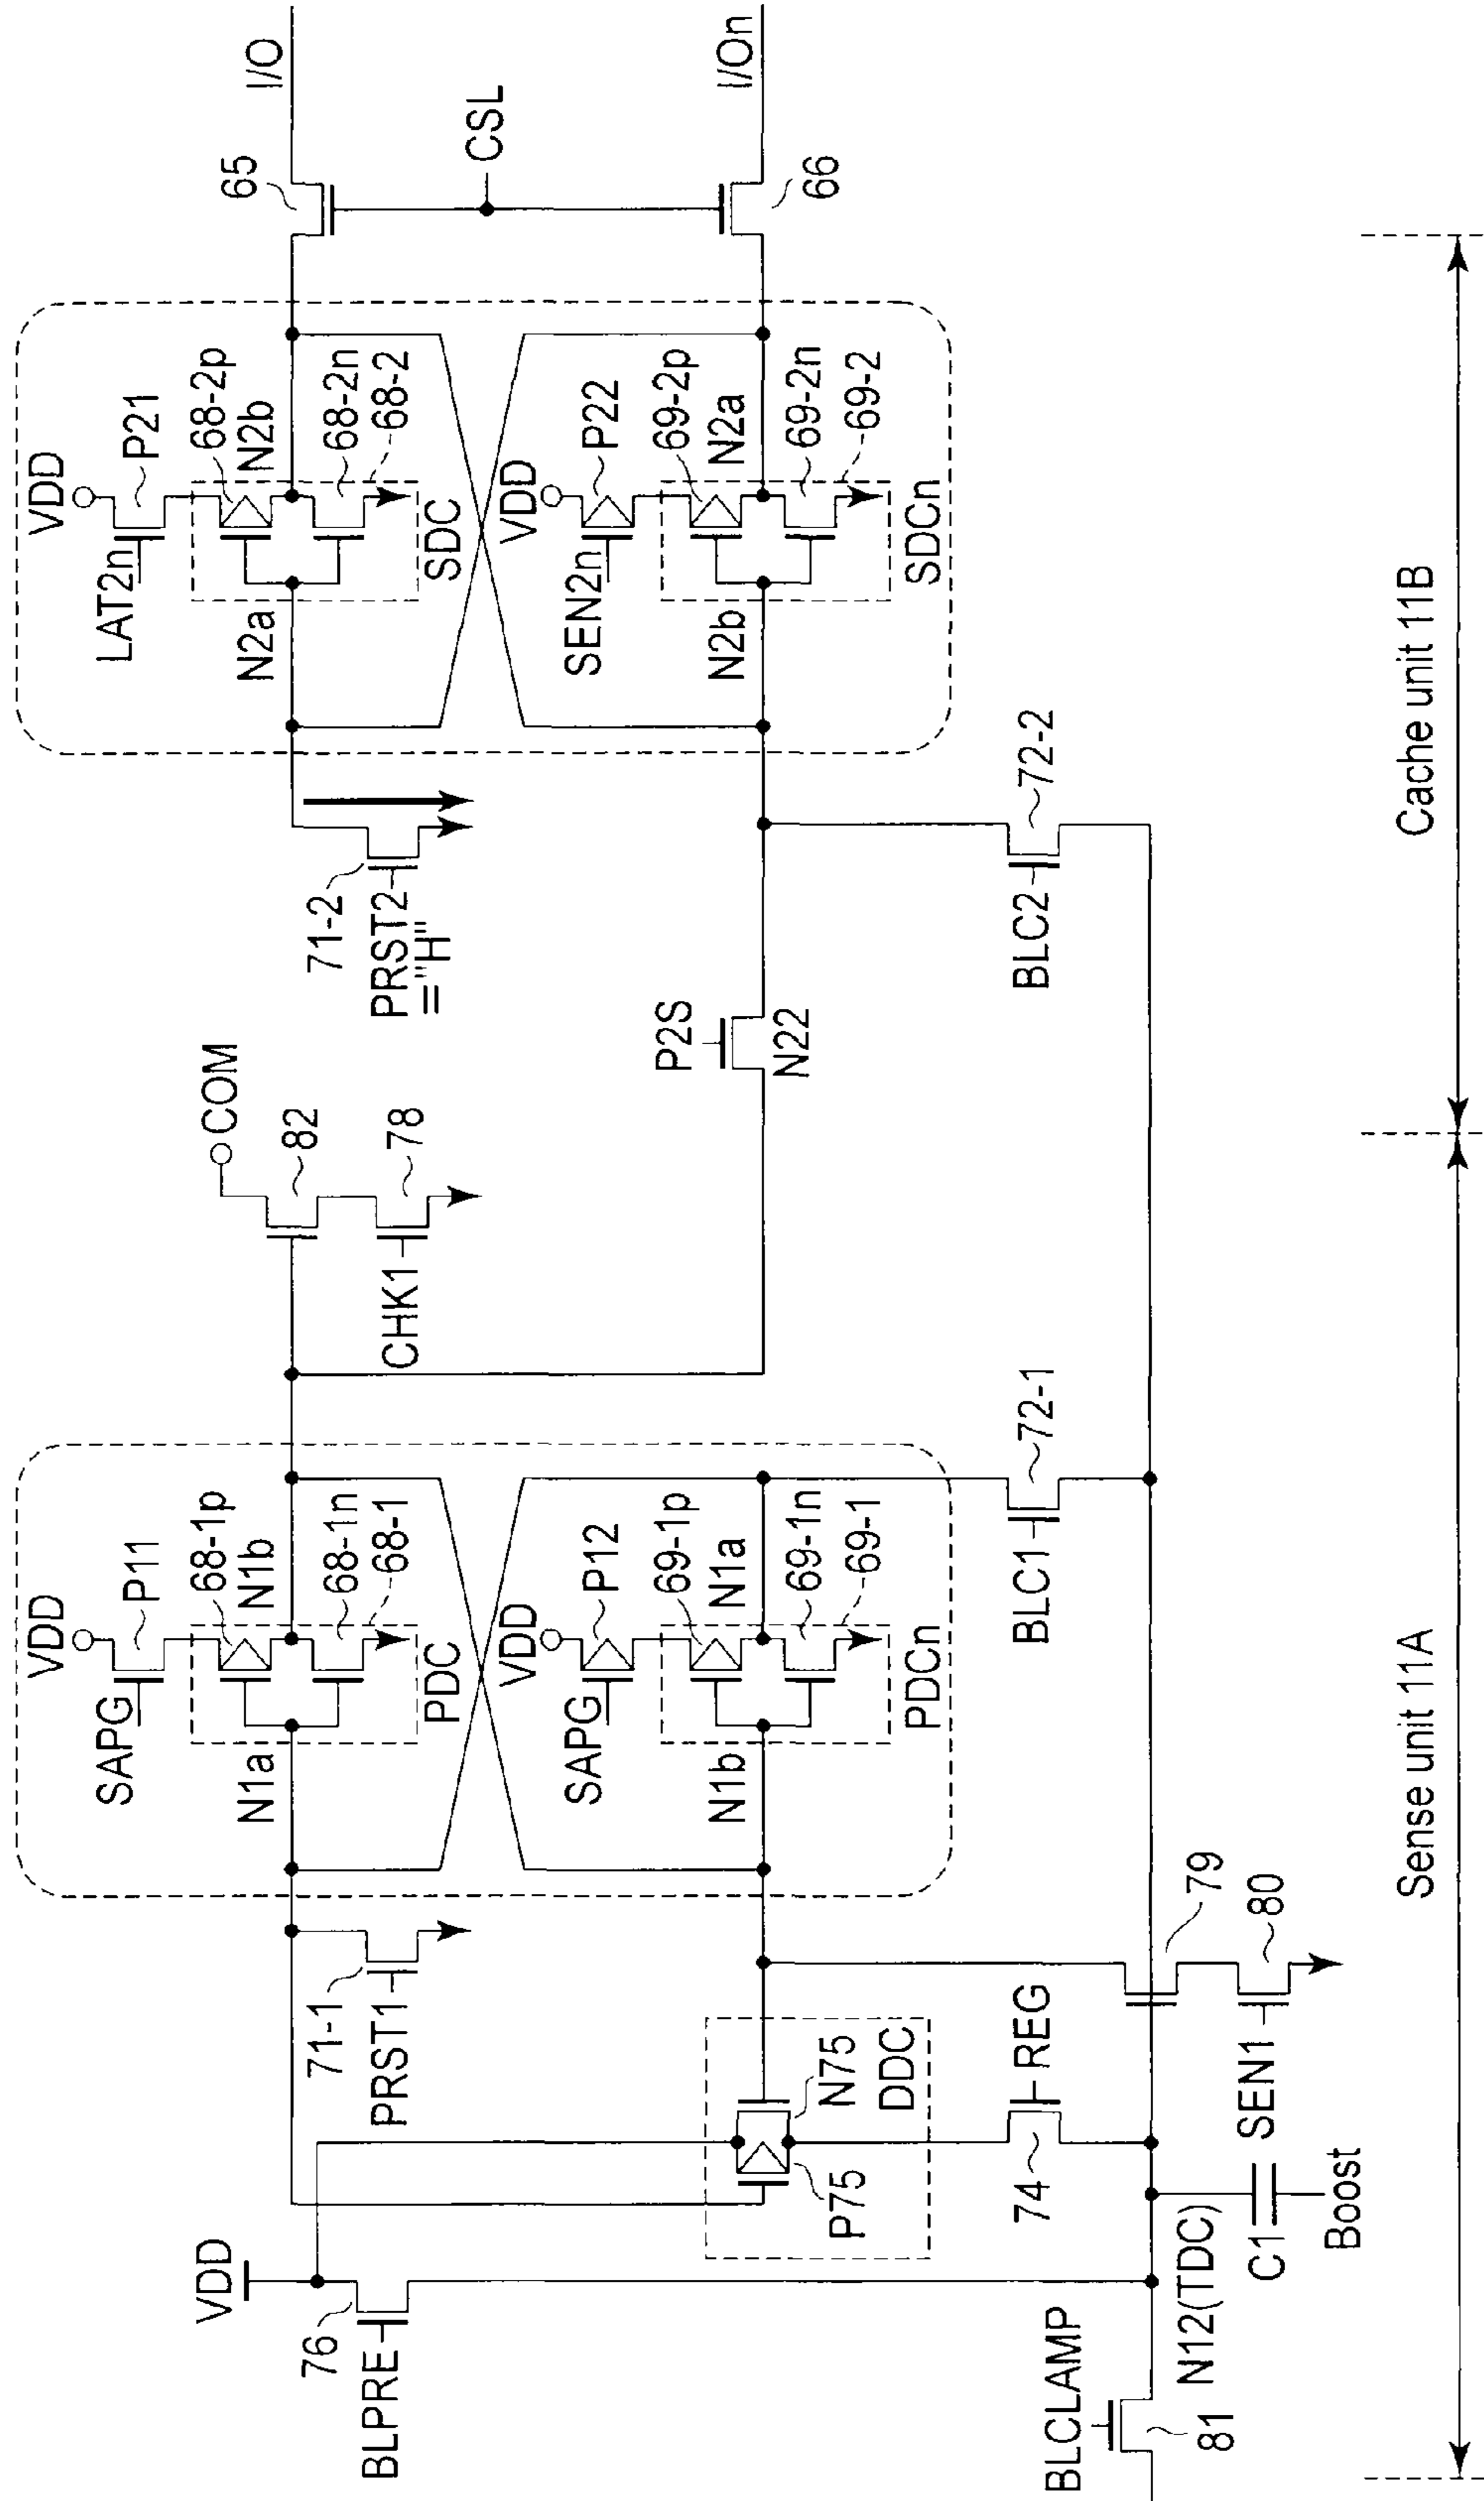 I/O
I/On
65
CSL
66
VDD
P21
LAT2n
68-2p
N2b
68-2n
68-2
N2a
SDC
VDD
P22
SEN2n
69-2p
N2a
69-2n
69-2
N2b
SDCn
71-2
PRST2
="H"
72-2
BLC2
P2S
N22
COM
82
78
CHK1
Cache unit 11B
VDD
P11
SAPG
68-1p
N1b
68-1n
68-1
N1a
PDC
VDD
P12
SAPG
69-1p
N1a
69-1n
69-1
N1b
PDCn
72-1
BLC1
71-1
PRST1
79
80
SEN1
N75
DDC
P75
REG
74
VDD
76
BLPRE
N12(TDC)
C1
Boost
BLCLAMP
81
Sense unit 11A